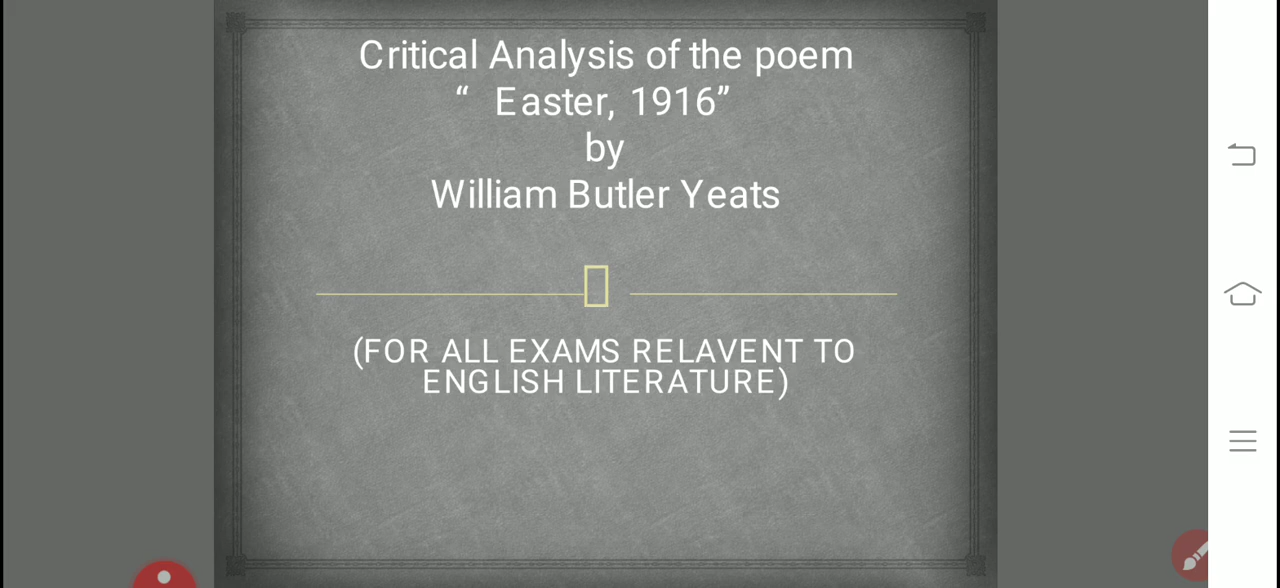 Critical Analysis of the poem
“ Easter, 1916”
by
William Butler Yeats
(FOR ALL EXAMS RELAVENT TO
ENGLISH LITERATURE)